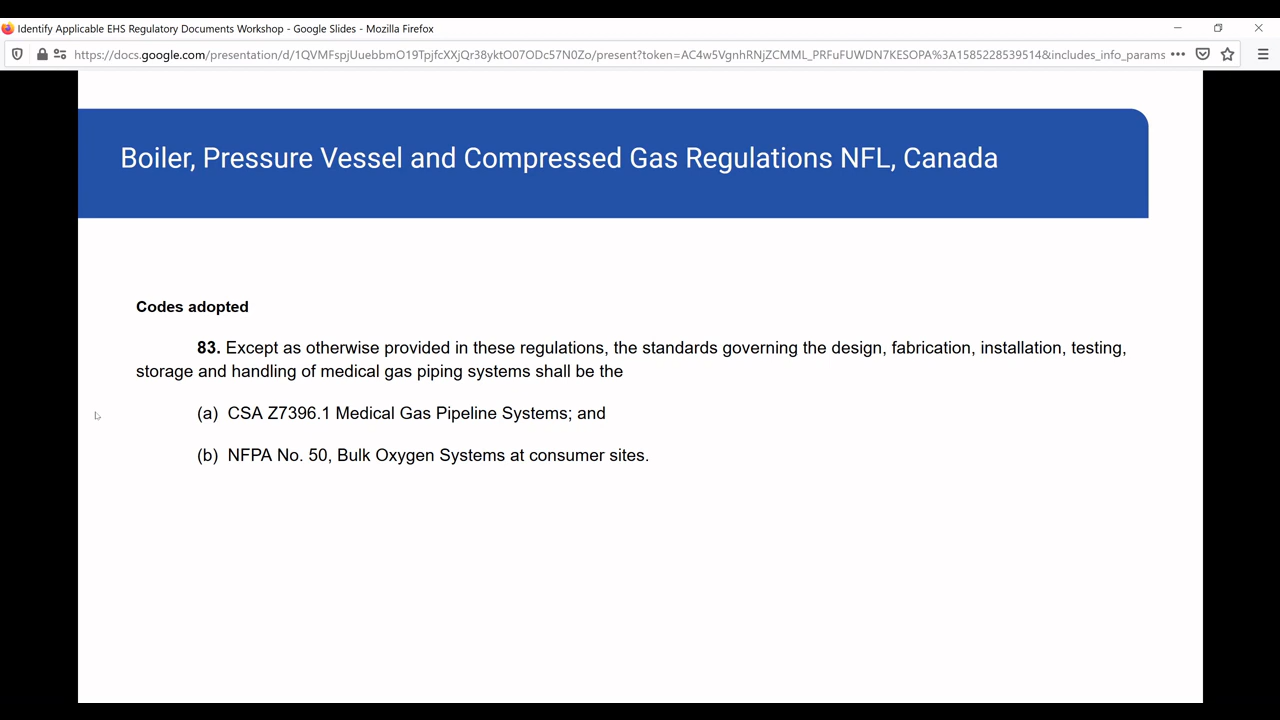 Identify Applicable EHS Regulatory Documents Workshop - Google Slides - Mozilla Firefox
https://docs.google.com/presentation/d/1QVMFspjUuebbmO19TpjfcXXjQr38yktO07ODc57N0Zo/present?token=AC4w5VgnhRNjZCMML_PRFuFUWDN7KESOPA%3A1585228539514&includes_info_params
Boiler, Pressure Vessel and Compressed Gas Regulations NFL, Canada
Codes adopted
83. Except as otherwise provided in these regulations, the standards governing the design, fabrication, installation, testing,
storage and handling of medical gas piping systems shall be the
(a) CSA Z7396.1 Medical Gas Pipeline Systems; and
(b) NFPA No. 50, Bulk Oxygen Systems at consumer sites.